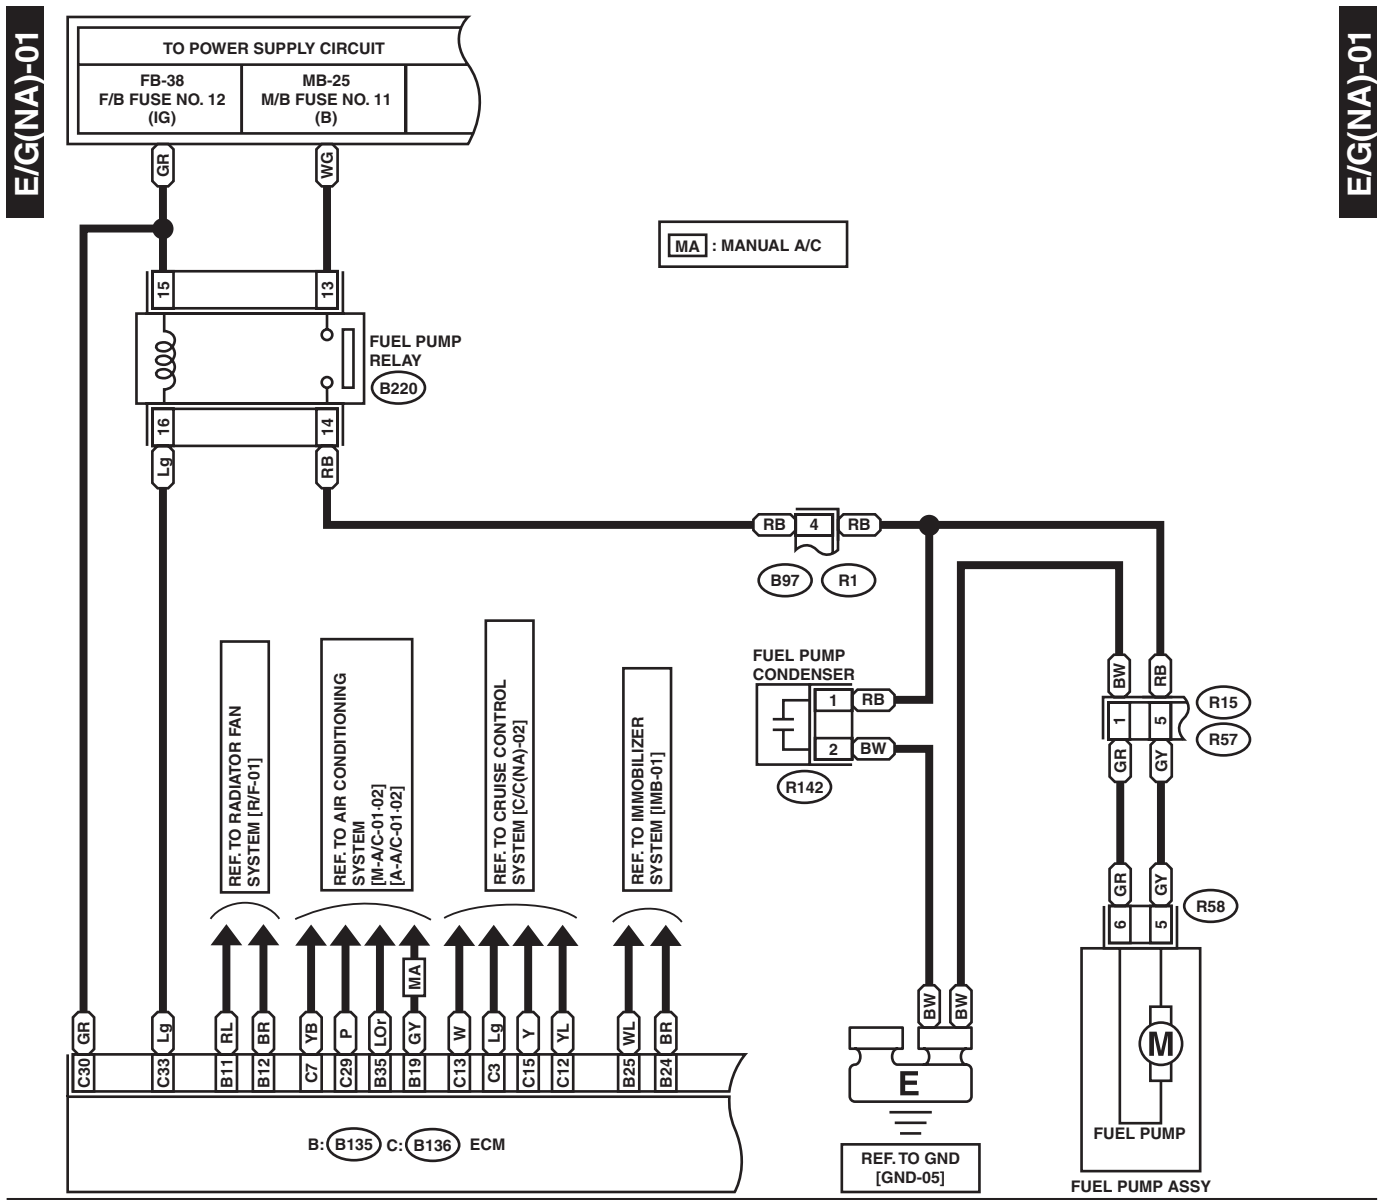 E/G(NA)-01
E/G(NA)-01
TO POWER SUPPLY CIRCUIT
FB-38
F/B FUSE NO. 12
(IG)
MB-25
M/B FUSE NO. 11
(B)
GR
WG
MA : MANUAL A/C
15
13
FUEL PUMP
RELAY
B220
16
14
Lg
RB
RB
4
RB
B97
R1
FUEL PUMP
CONDENSER
1
RB
2
BW
R142
BW
RB
R15
1
5
R57
GR
GY
GR
GY
R58
6
5
M
FUEL PUMP
FUEL PUMP ASSY
REF. TO RADIATOR FAN
SYSTEM [R/F-01]
REF. TO AIR CONDITIONING
SYSTEM
[M-A/C-01·02]
[A-A/C-01·02]
REF. TO CRUISE CONTROL
SYSTEM [C/C(NA)-02]
REF. TO IMMOBILIZER
SYSTEM [IMB-01]
MA
GR
Lg
RL
BR
YB
P
LOr
GY
W
Lg
Y
YL
WL
BR
BW
BW
C30
C33
B11
B12
C7
C29
B35
B19
C13
C3
C15
C12
B25
B24
E
B: B135 C: B136 ECM
REF. TO GND
[GND-05]